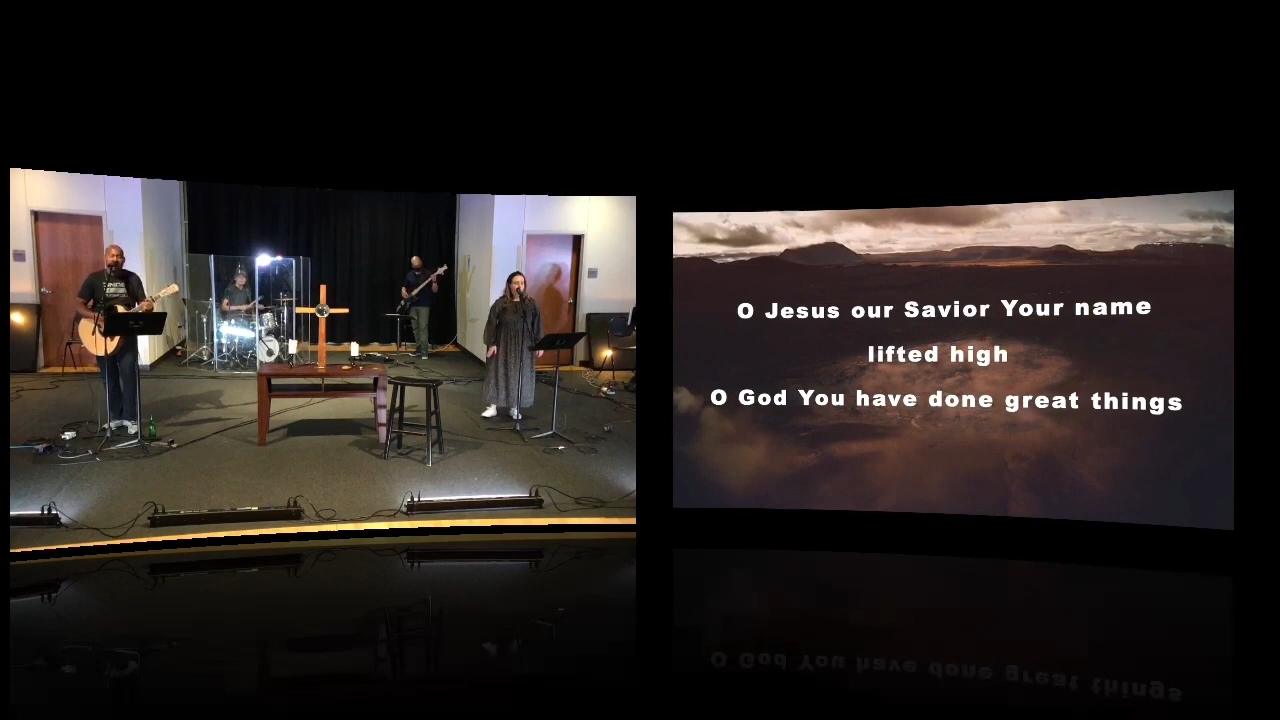 O Jesus our Savior Your name
lifted high
O God You have done great things